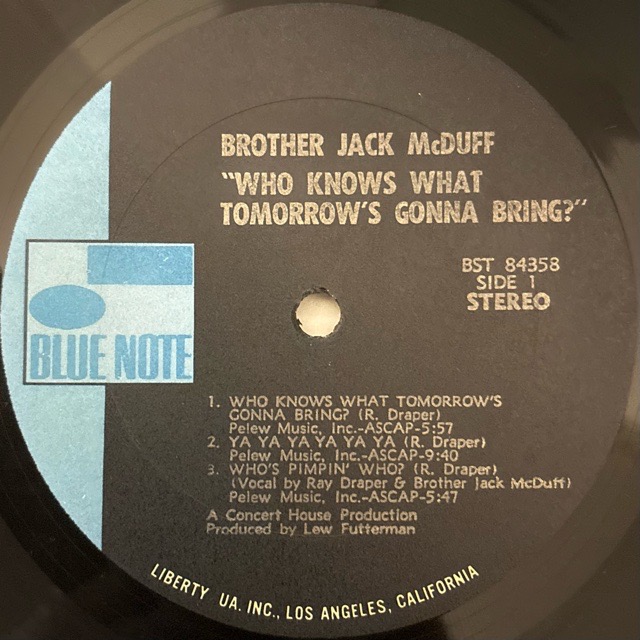 BROTHER JACK McDUFF
"WHO KNOWS WHAT
TOMORROW'S GONNA BRING?"
BST 84358
SIDE 1
STEREO
BLUE NOTE
1. WHO KNOWS WHAT TOMORROW'S
GONNA BRING? (R. Draper)
Pelew Music, Inc.-ASCAP-5:57
2. YA YA YA YA YA YA (R. Draper)
Pelew Music, Inc.-ASCAP-9:40
3. WHO'S PIMPIN' WHO? (R. Draper)
(Vocal by Ray Draper & Brother Jack McDuff)
Pelew Music, Inc.-ASCAP-5:47
A Concert House Production
Produced by Lew Futterman
LIBERTY UA. INC., LOS ANGELES, CALIFORNIA